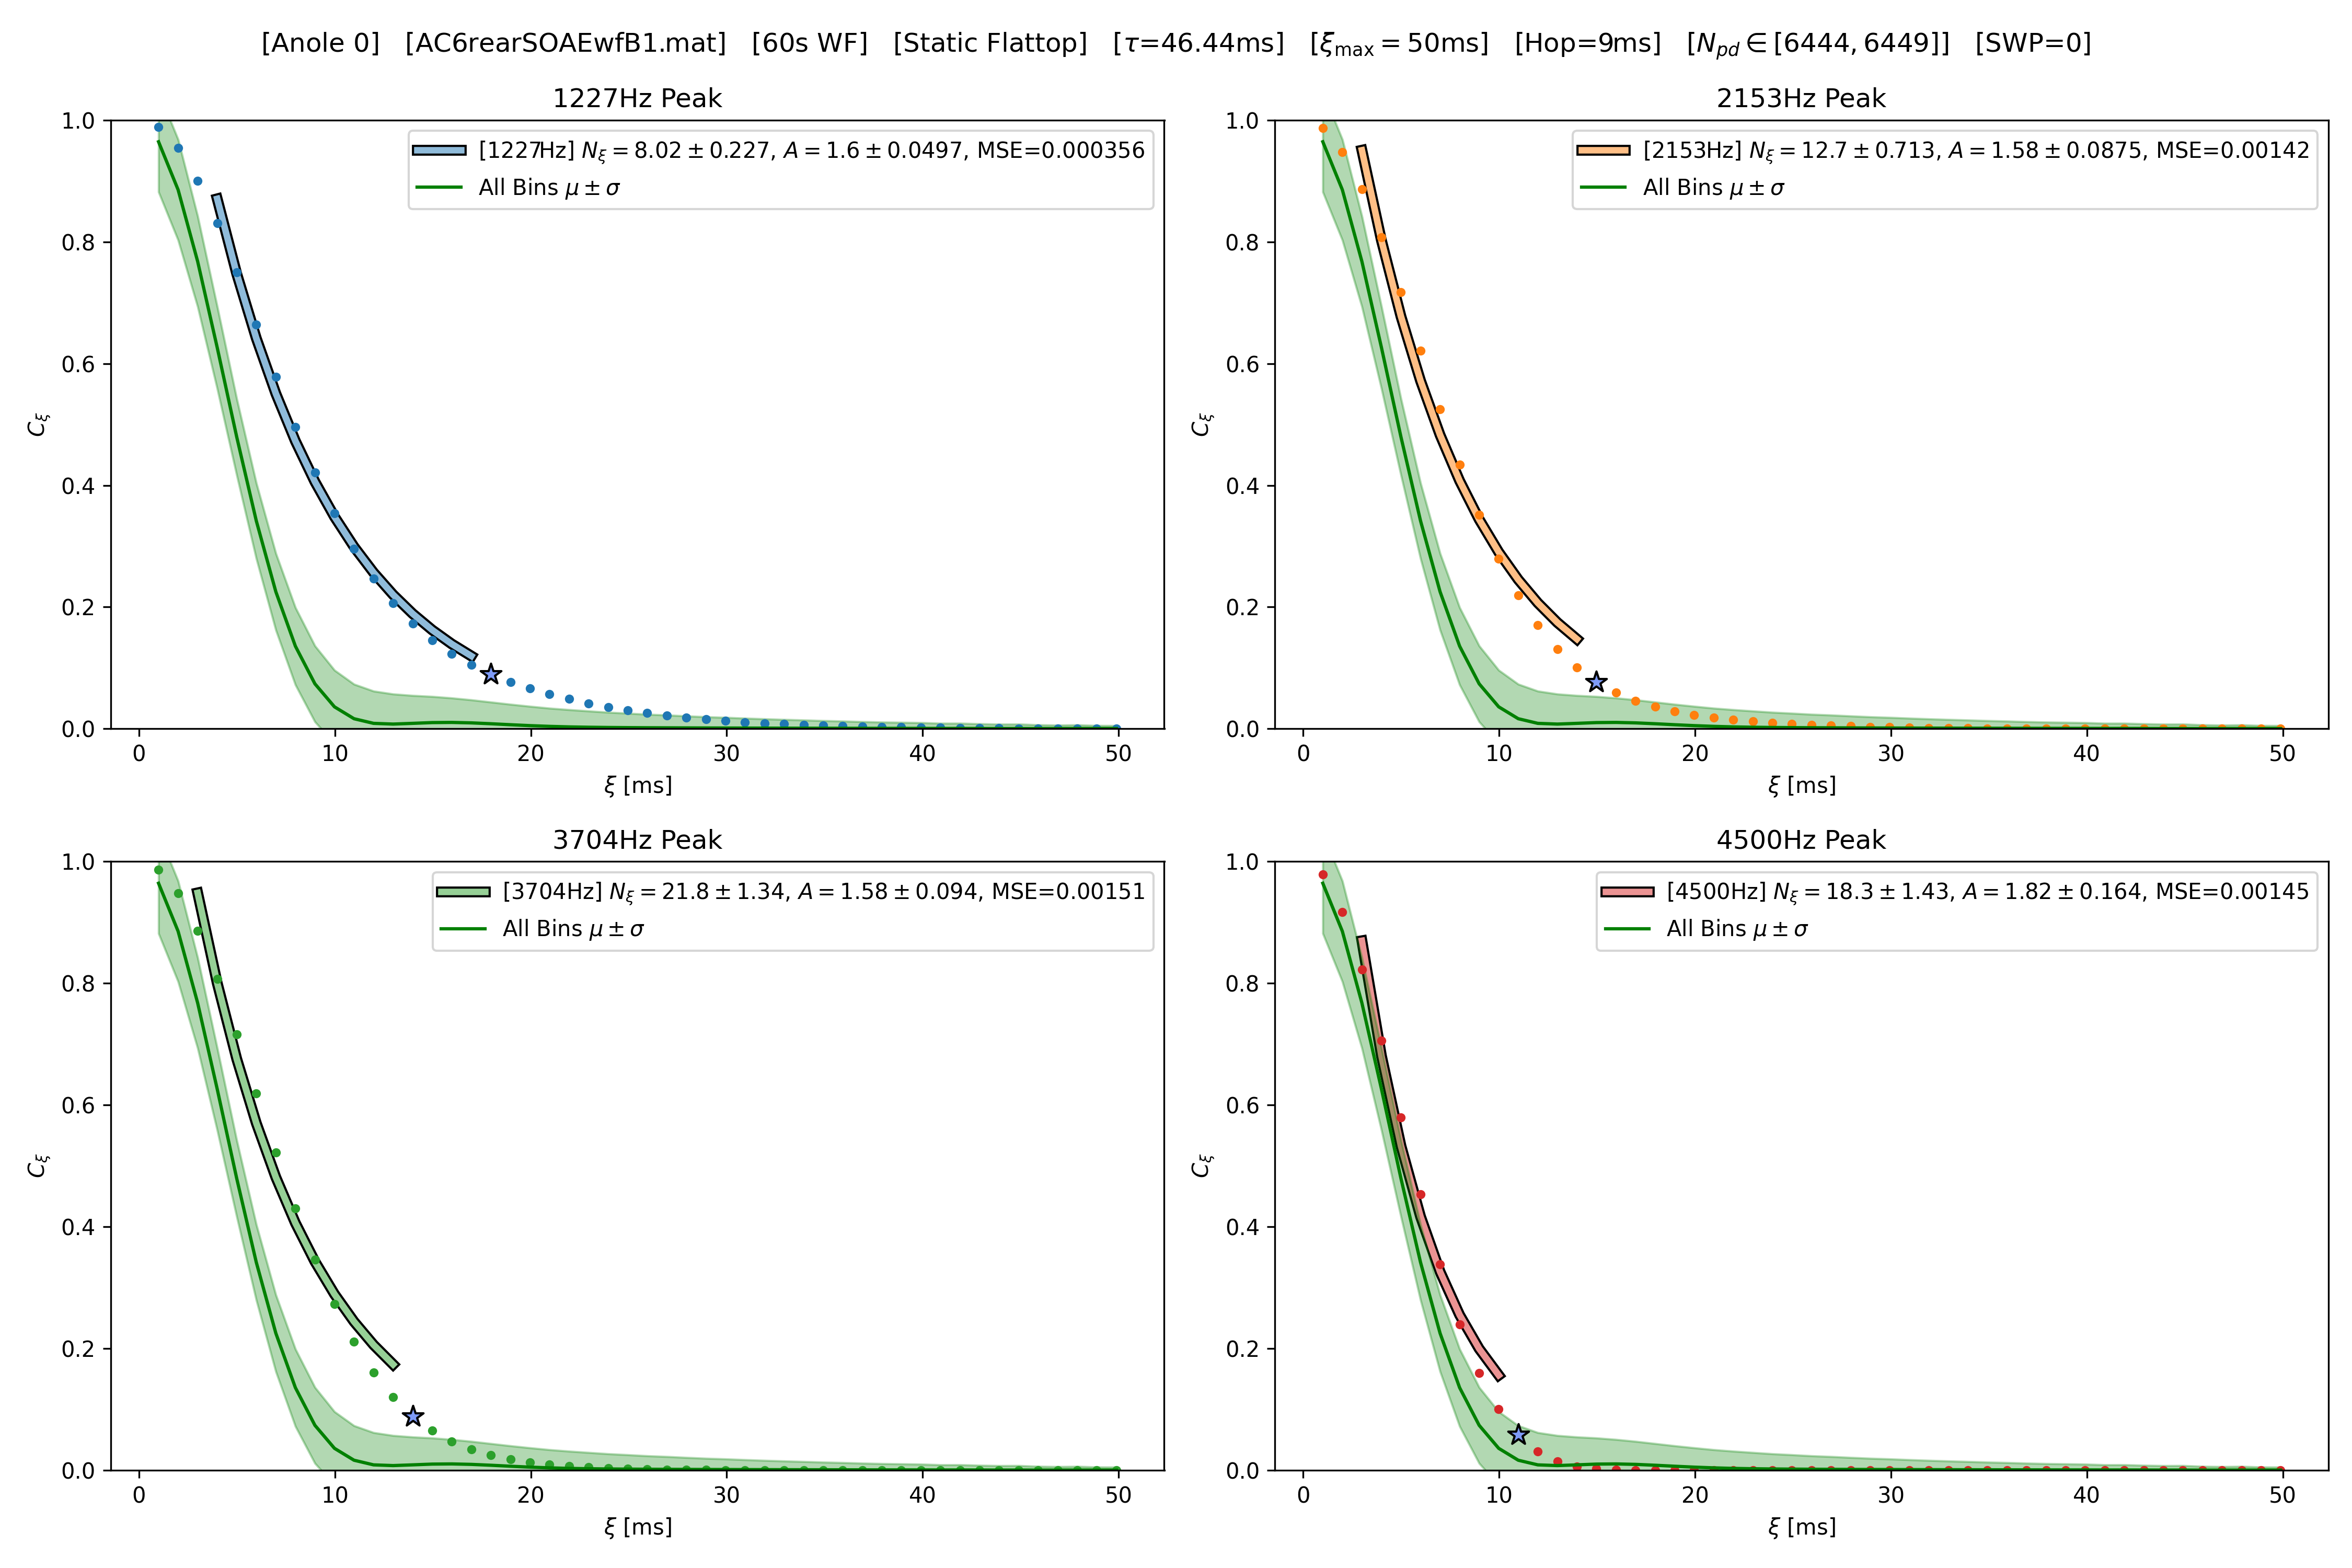 [Anole 0] [AC6rearSOAEwfB1.mat] [60s WF] [Static Flattop] [τ=46.44ms] [ξmax = 50ms] [Hop=9ms] [Npd ∈ [6444, 6449]] [SWP=0]
1227Hz Peak
[1227Hz] Nξ = 8.02 ± 0.227, A = 1.6 ± 0.0497, MSE=0.000356
All Bins μ ± σ
1.0
0.8
0.6
0.4
0.2
0.0
Cξ
0 10 20 30 40 50
ξ [ms]
2153Hz Peak
[2153Hz] Nξ = 12.7 ± 0.713, A = 1.58 ± 0.0875, MSE=0.00142
All Bins μ ± σ
1.0
0.8
0.6
0.4
0.2
0.0
Cξ
0 10 20 30 40 50
ξ [ms]
3704Hz Peak
[3704Hz] Nξ = 21.8 ± 1.34, A = 1.58 ± 0.094, MSE=0.00151
All Bins μ ± σ
1.0
0.8
0.6
0.4
0.2
0.0
Cξ
0 10 20 30 40 50
ξ [ms]
4500Hz Peak
[4500Hz] Nξ = 18.3 ± 1.43, A = 1.82 ± 0.164, MSE=0.00145
All Bins μ ± σ
1.0
0.8
0.6
0.4
0.2
0.0
Cξ
0 10 20 30 40 50
ξ [ms]